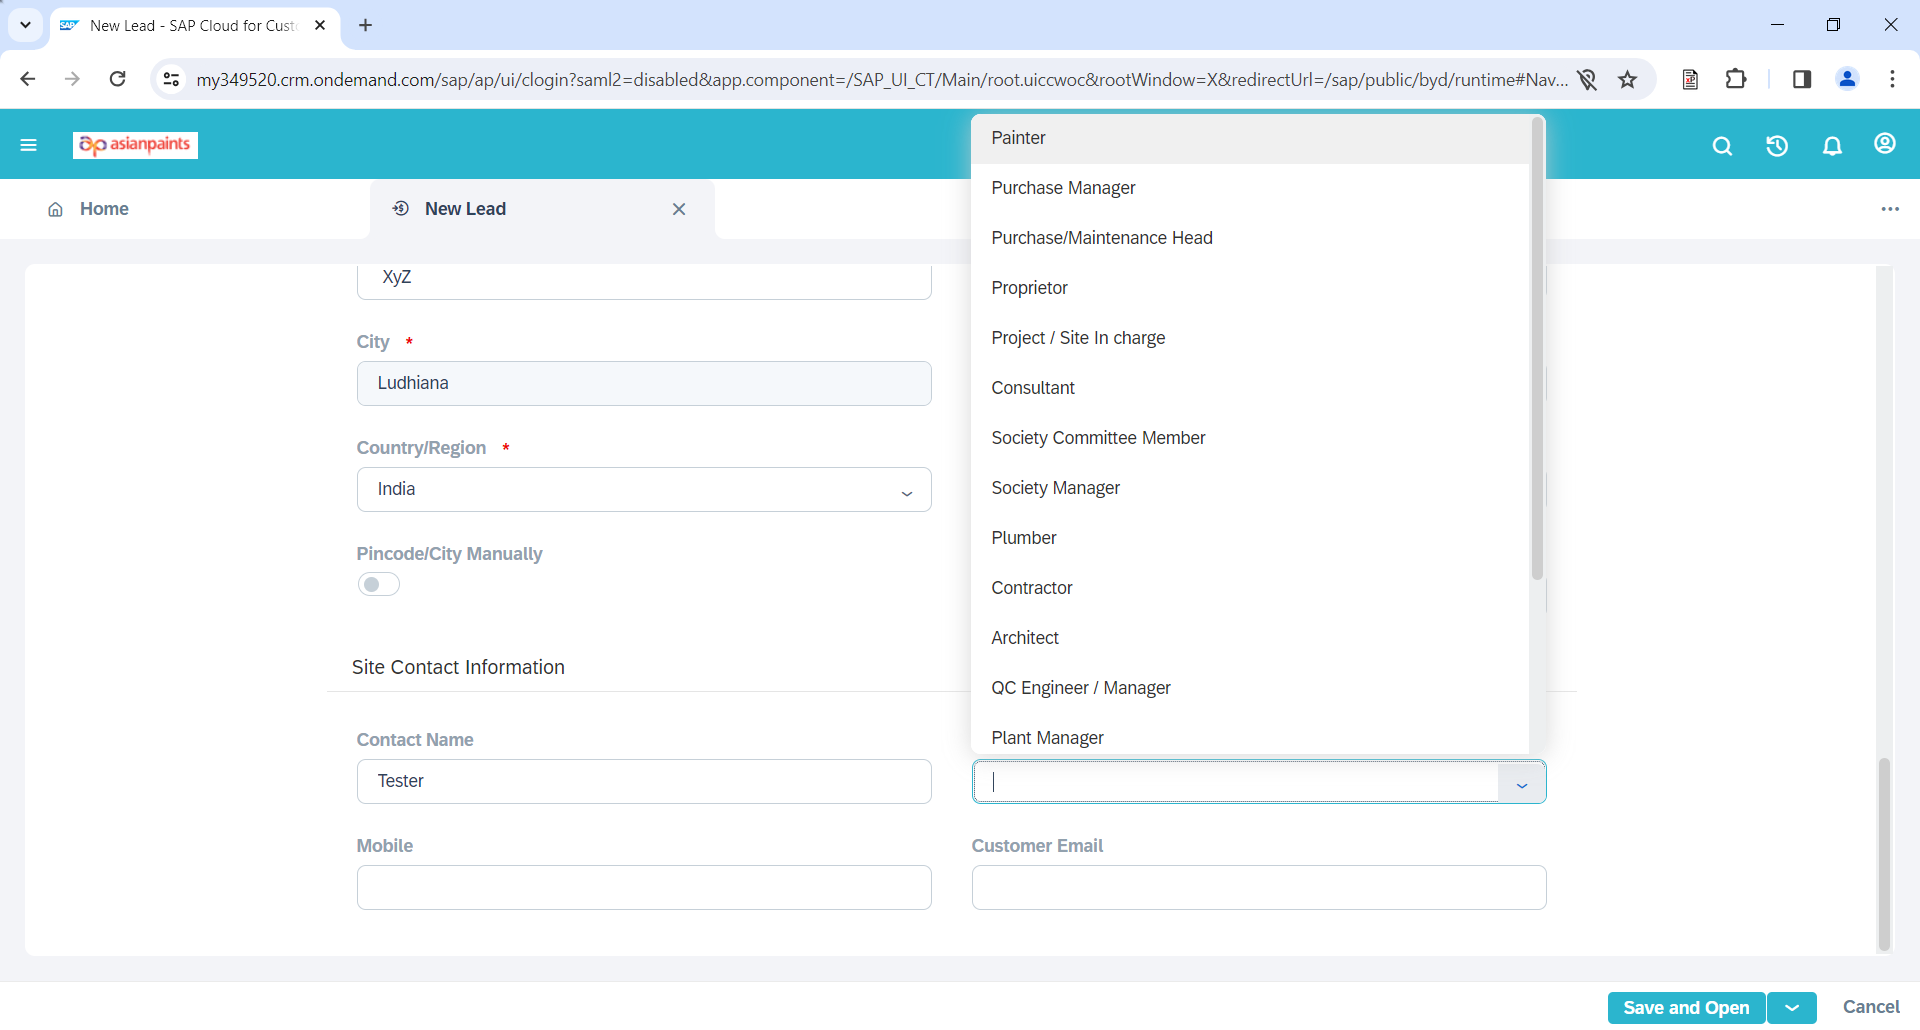 New Lead - SAP Cloud for Cust
my349520.crm.ondemand.com/sap/ap/ui/clogin?saml2=disabled&app.component=/SAP_UI_CT/Main/root.uiccwoc&rootWindow=X&redirectUrl=/sap/public/byd/runtime#Nav...
ap asianpaints
Home
New Lead
XyZ
City *
Ludhiana
Country/Region *
India
Pincode/City Manually
Site Contact Information
Contact Name
Tester
Mobile
Painter
Purchase Manager
Purchase/Maintenance Head
Proprietor
Project / Site In charge
Consultant
Society Committee Member
Society Manager
Plumber
Contractor
Architect
QC Engineer / Manager
Plant Manager
Customer Email
Save and Open
Cancel